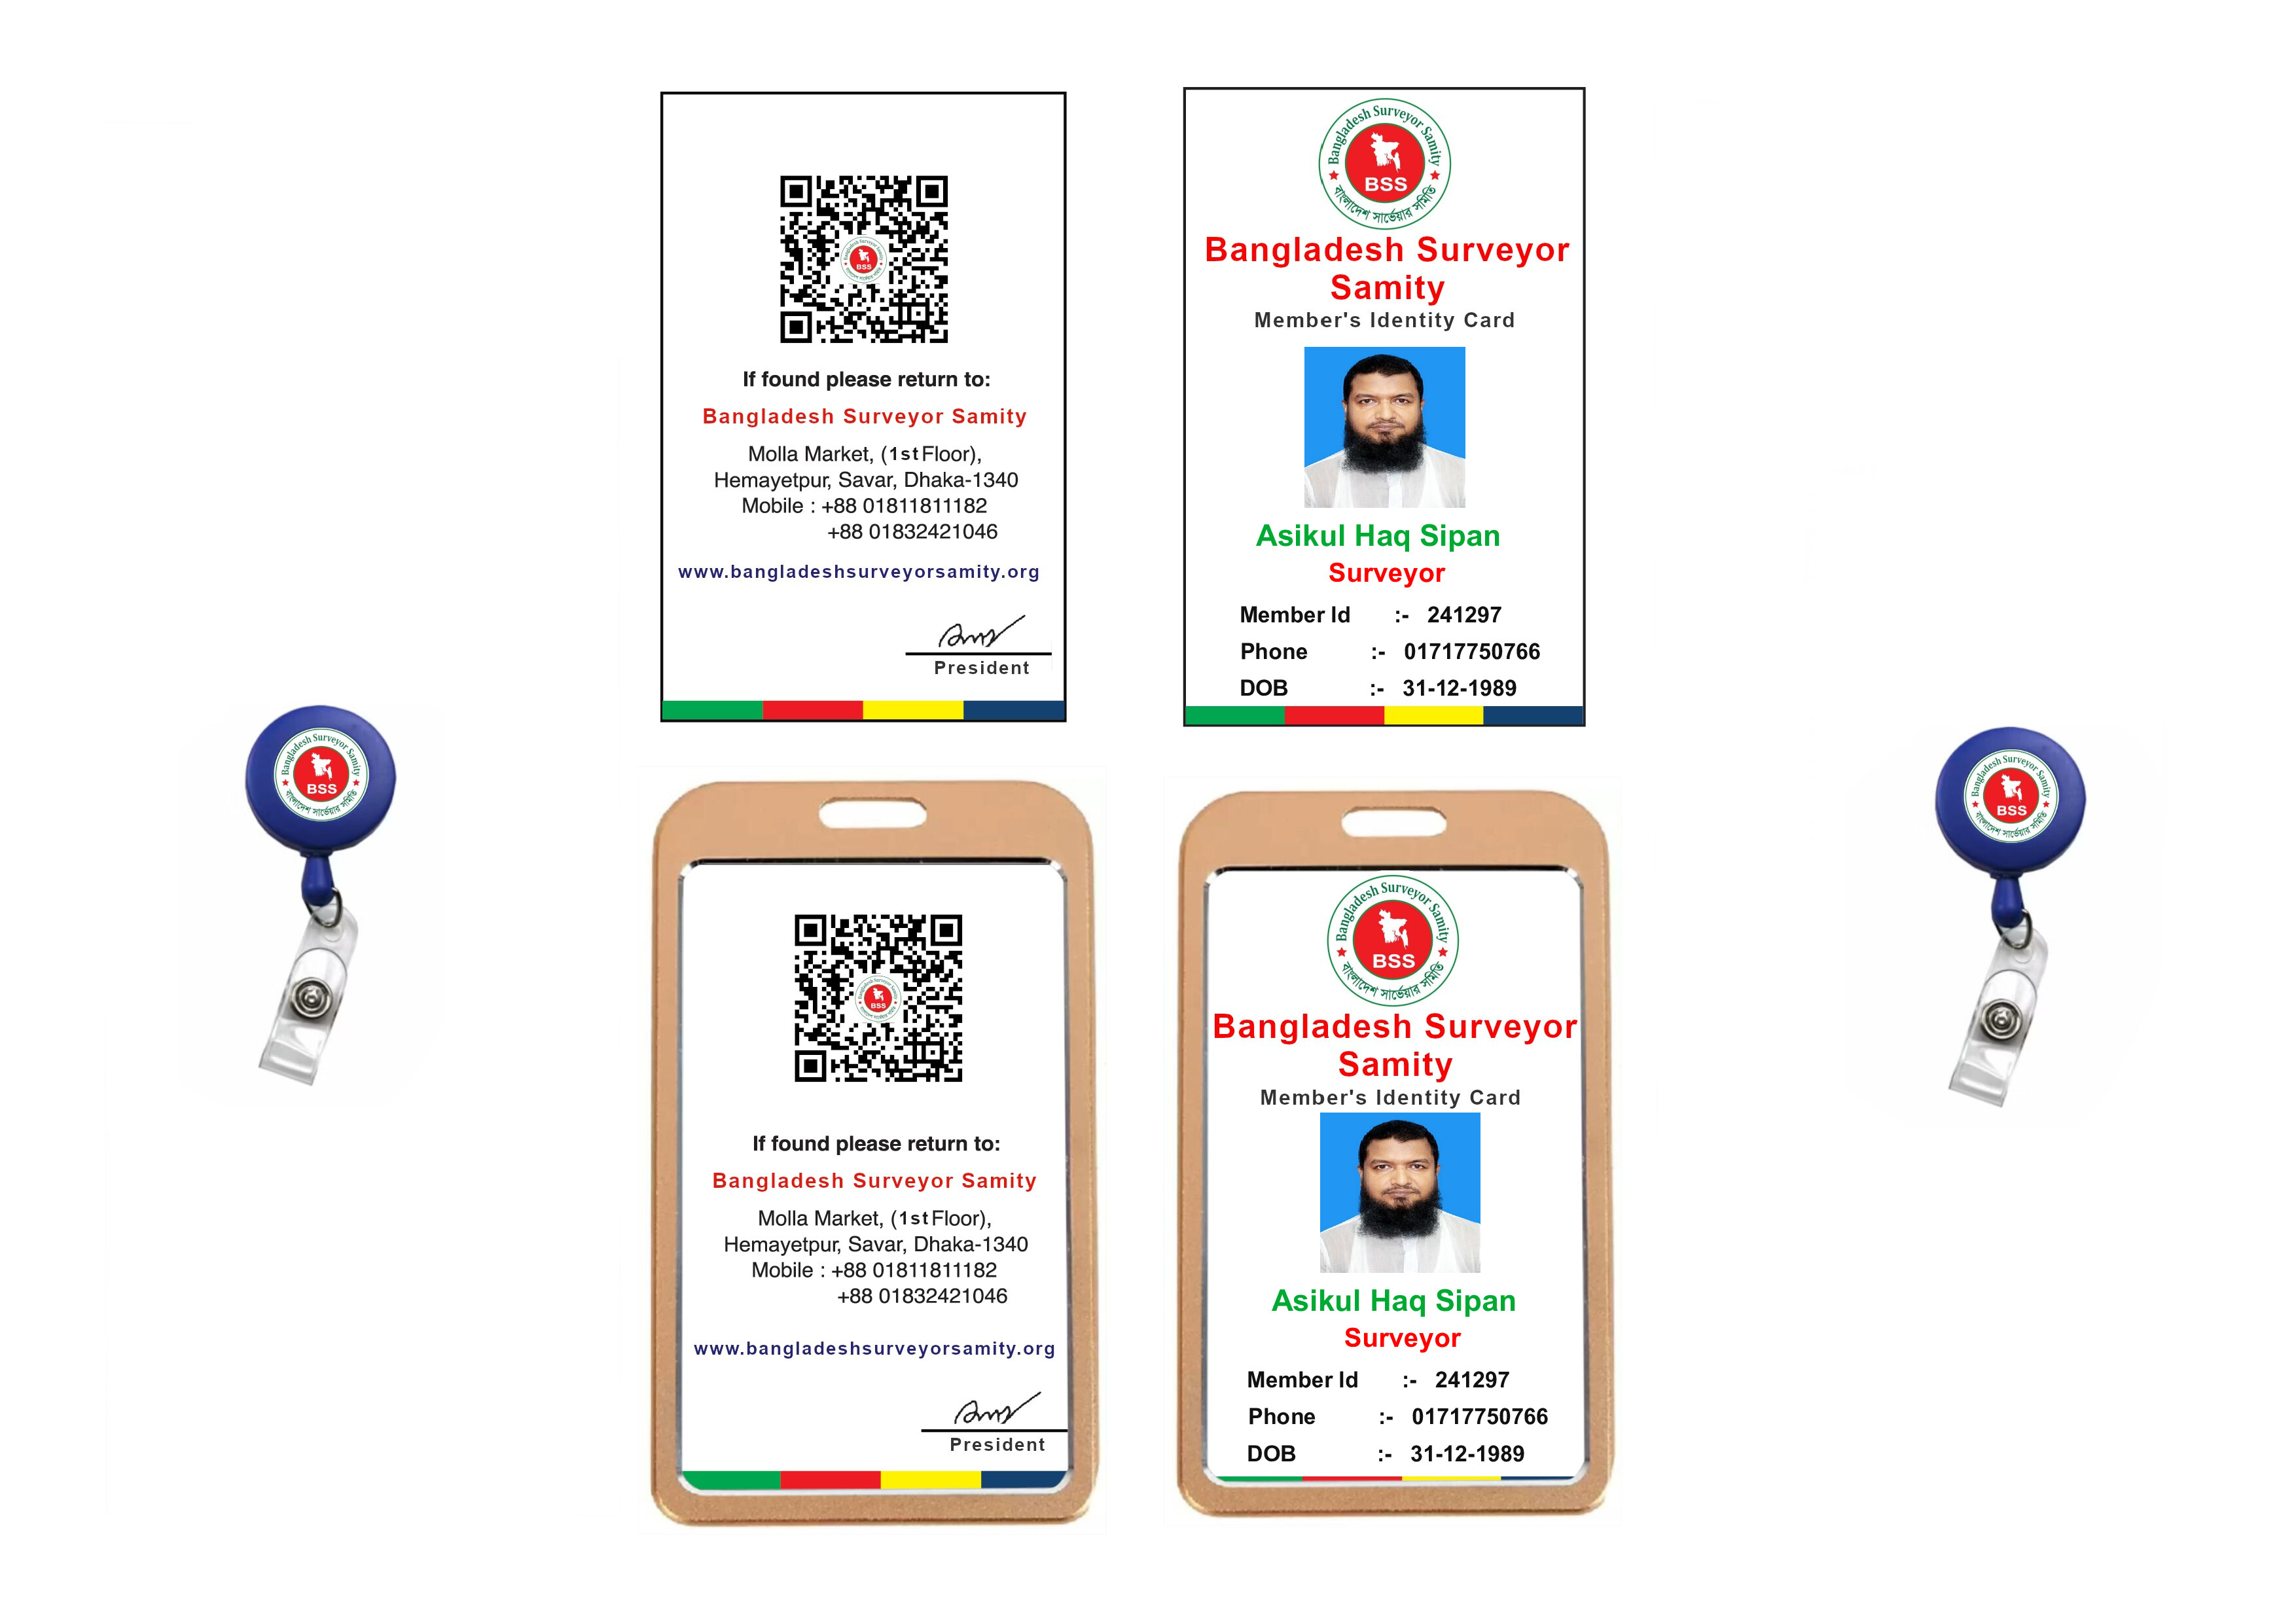 If found please return to:
Bangladesh Surveyor Samity
Molla Market, (1st Floor),
Hemayetpur, Savar, Dhaka-1340
Mobile : +88 01811811182
+88 01832421046
www.bangladeshsurveyorsamity.org
President
Bangladesh Surveyor Samity
BSS
বাংলাদেশ সার্ভেয়ার সমিতি
Bangladesh Surveyor
Samity
Member's Identity Card
Asikul Haq Sipan
Surveyor
Member Id :- 241297
Phone :- 01717750766
DOB :- 31-12-1989
Bangladesh Surveyor Samity
BSS
বাংলাদেশ সার্ভেয়ার সমিতি
BSS
If found please return to:
Bangladesh Surveyor Samity
Molla Market, (1st Floor),
Hemayetpur, Savar, Dhaka-1340
Mobile : +88 01811811182
+88 01832421046
www.bangladeshsurveyorsamity.org
President
BSS
Bangladesh Surveyor Samity
BSS
বাংলাদেশ সার্ভেয়ার সমিতি
Bangladesh Surveyor
Samity
Member's Identity Card
Asikul Haq Sipan
Surveyor
Member Id :- 241297
Phone :- 01717750766
DOB :- 31-12-1989
Bangladesh Surveyor Samity
BSS
বাংলাদেশ সার্ভেয়ার সমিতি